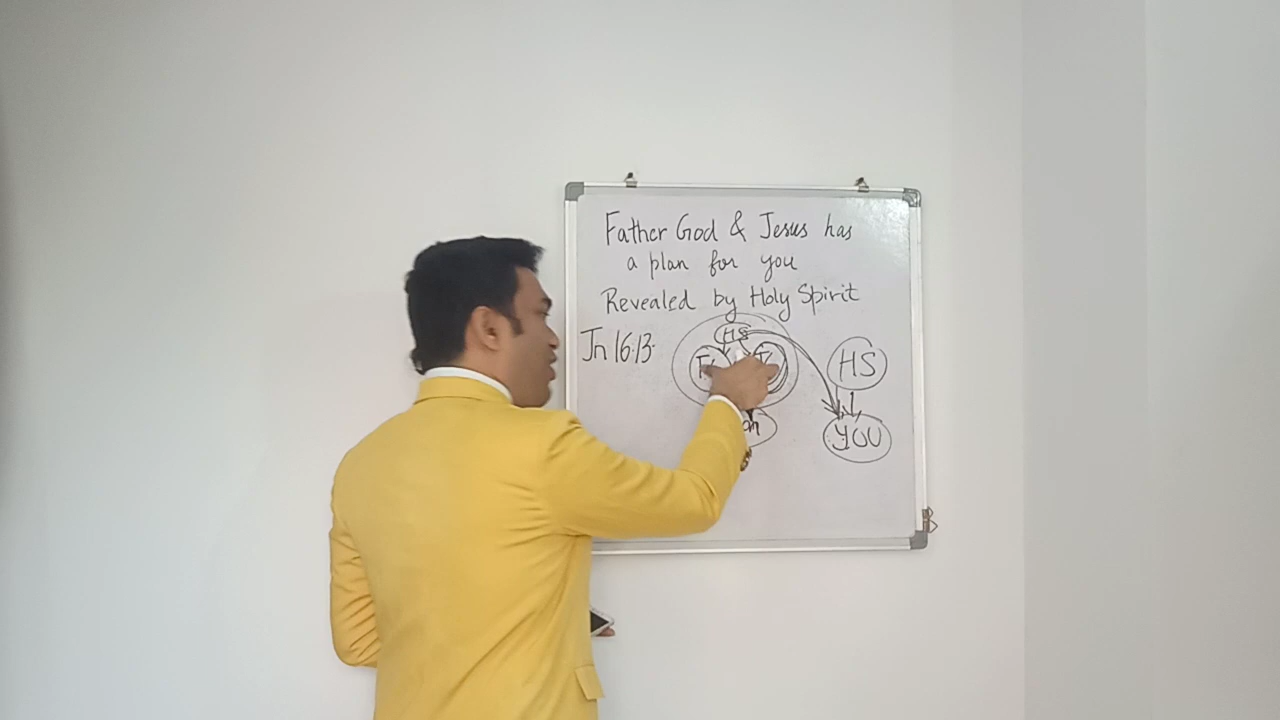 Father God & Jesus has
a plan for you
Revealed by Holy Spirit
Jn 16:13
HS
HS
YOU